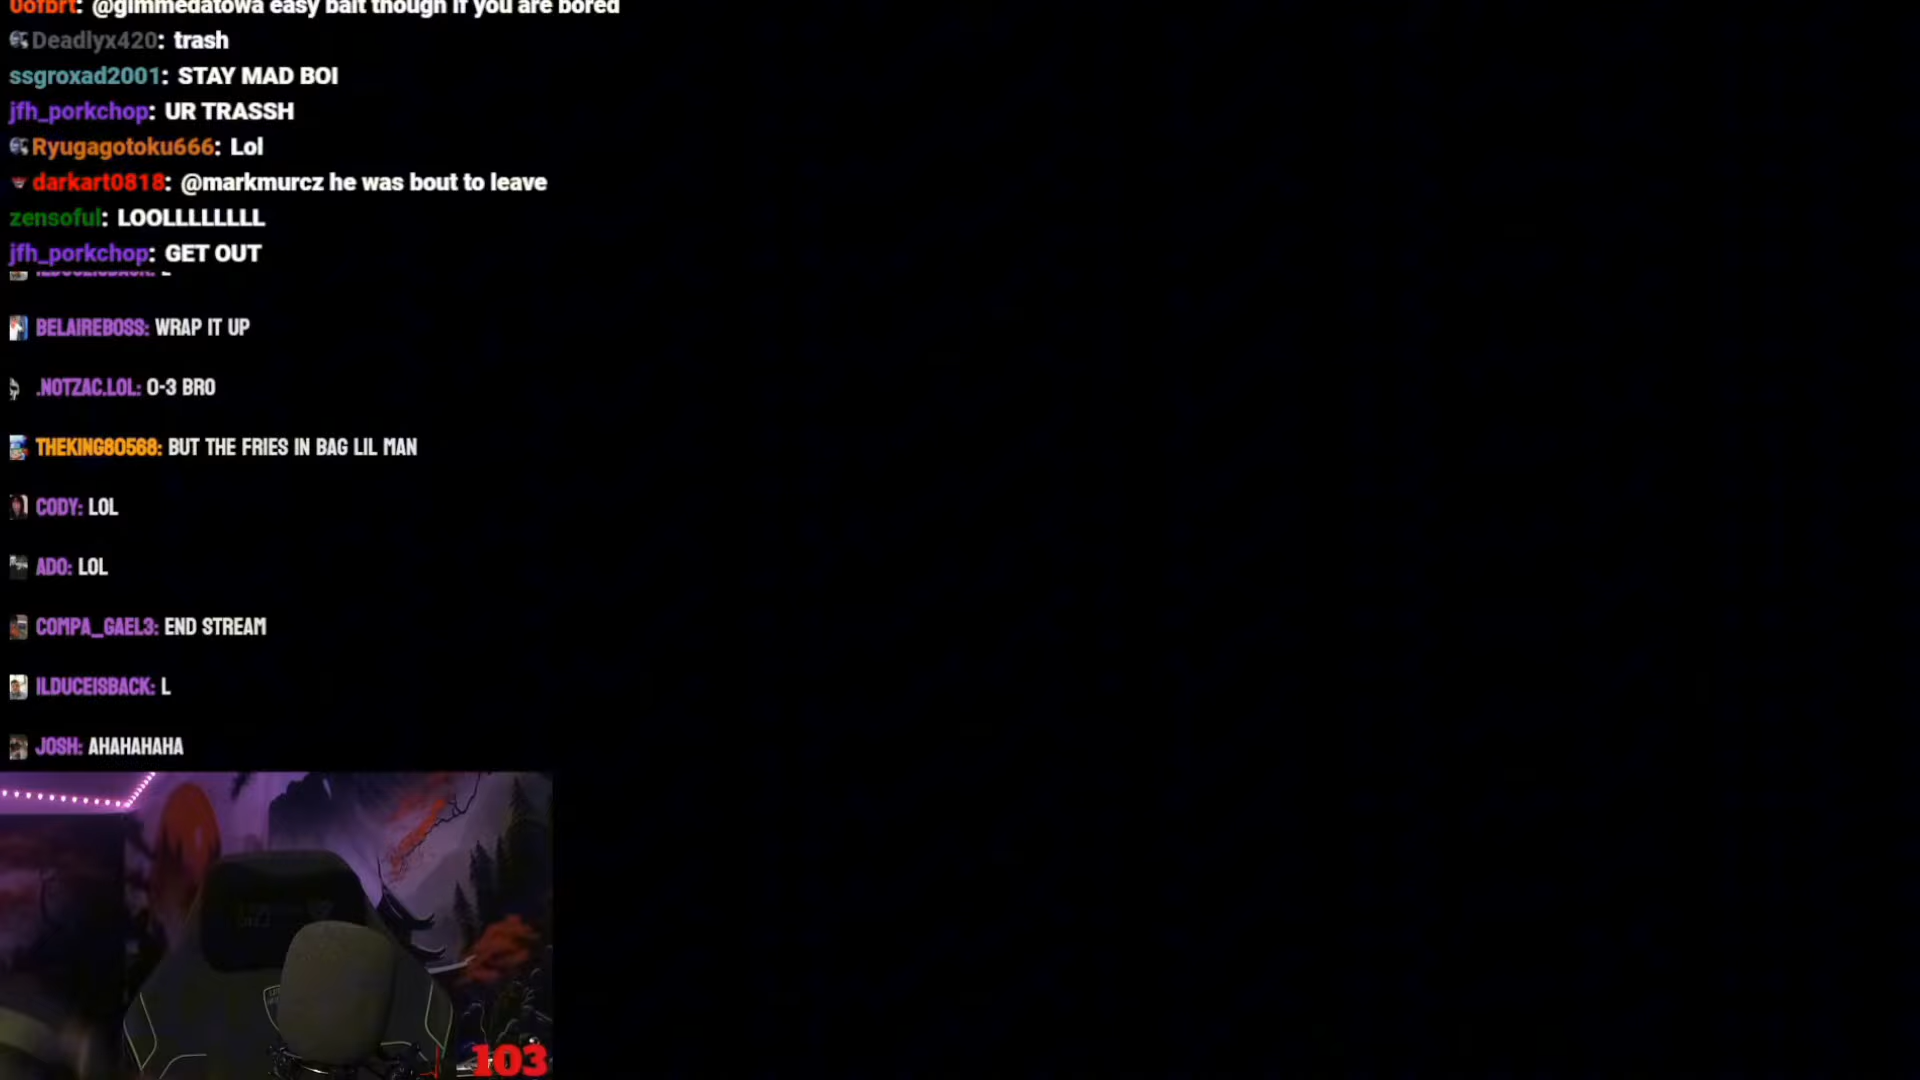 0ofbrt: @gimmedatowa easy bait though if you are bored
Deadlyx420: trash
ssgroxad2001: STAY MAD BOI
jfh_porkchop: UR TRASSH
Ryugagotoku666: Lol
darkart0818: @markmurcz he was bout to leave
zensoful: LOOLLLLLLLL
jfh_porkchop: GET OUT
ILDUCEISBACK: L
BELAIREBOSS: WRAP IT UP
.NOTZAC.LOL: 0-3 BRO
THEKING80568: BUT THE FRIES IN BAG LIL MAN
CODY: LOL
ADO: LOL
COMPA_GAEL3: END STREAM
ILDUCEISBACK: L
JOSH: AHAHAHAHA
103